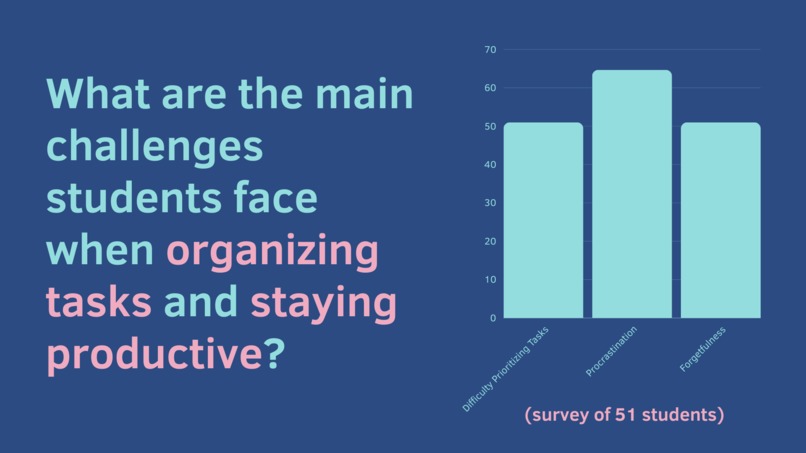 What are the main
challenges
students face
when organizing
tasks and staying
productive?
70
60
50
40
30
20
10
0
Difficulty Prioritizing Tasks
Procrastination
Forgetfulness
(survey of 51 students)